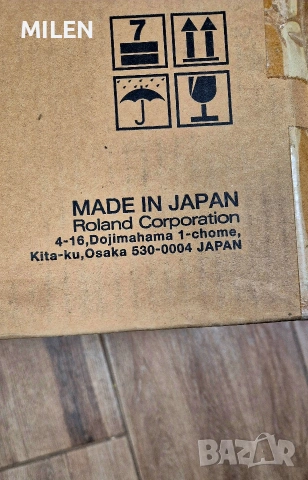 MILEN
7
MADE IN JAPAN
Roland Corporation
4-16,Dojimahama 1-chome,
Kita-ku,Osaka 530-0004 JAPAN
BAZAR
bg